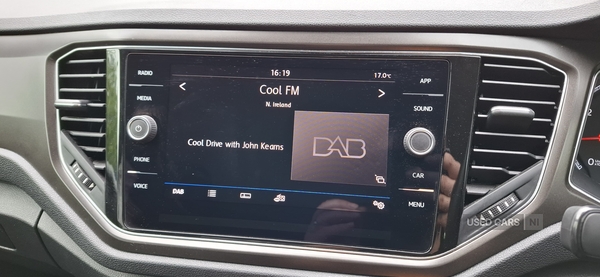 RADIO
MEDIA
PHONE
VOICE
16:19
17.0°C
Cool FM
N. Ireland
Cool Drive with John Kearns
DAB
DAB
APP
SOUND
CAR
MENU
USED CARS NI
0